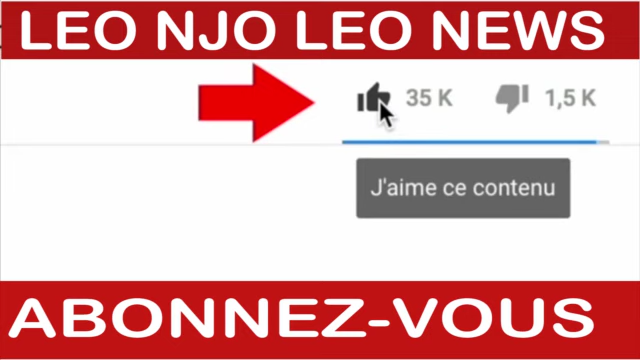 LEO NJO LEO NEWS
35 K 1,5 K
J'aime ce contenu
ABONNEZ-VOUS